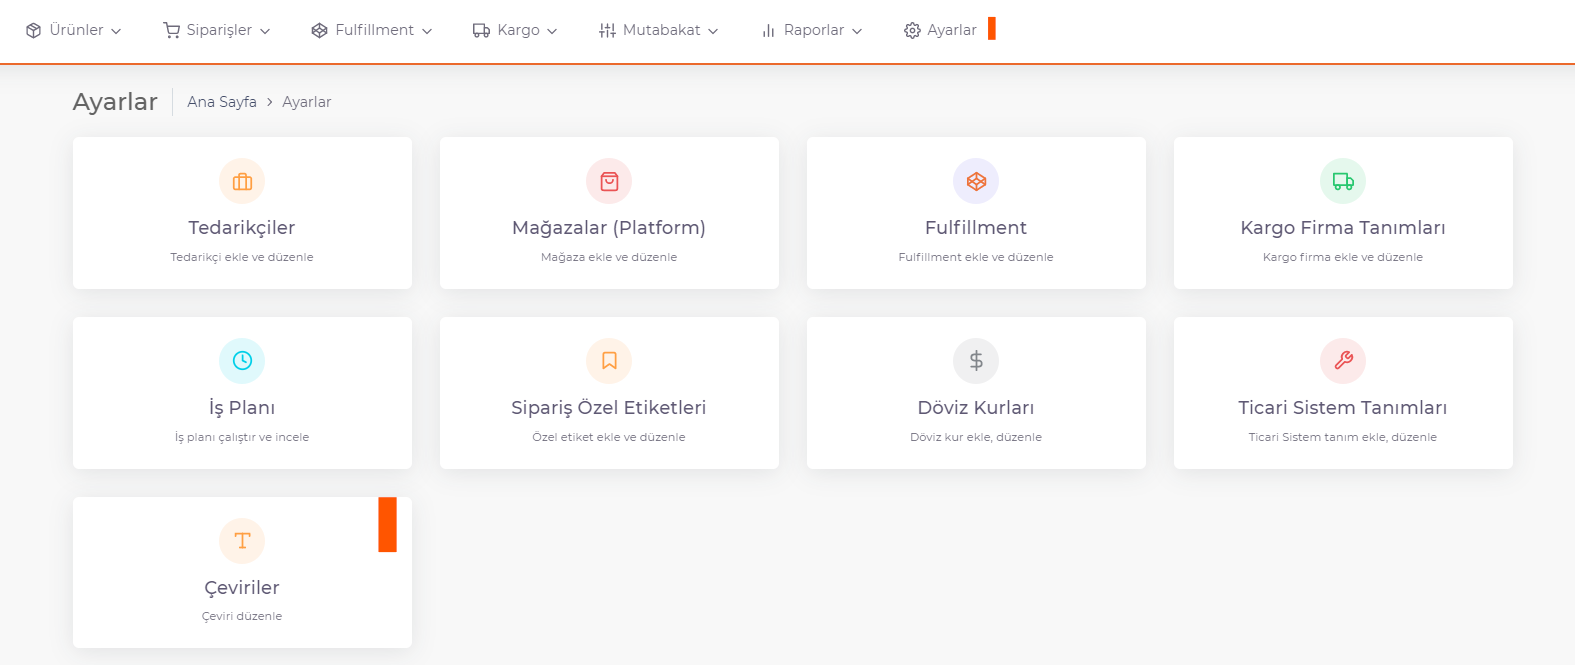 Ürünler Siparişler Fulfillment Kargo Mutabakat Raporlar Ayarlar
Ayarlar Ana Sayfa > Ayarlar
Tedarikçiler
Tedarikçi ekle ve düzenle
Mağazalar (Platform)
Mağaza ekle ve düzenle
Fulfillment
Fulfillment ekle ve düzenle
Kargo Firma Tanımları
Kargo firma ekle ve düzenle
İş Planı
İş planı çalıştır ve incele
Sipariş Özel Etiketleri
Özel etiket ekle ve düzenle
Döviz Kurları
Döviz kur ekle, düzenle
Ticari Sistem Tanımları
Ticari Sistem tanım ekle, düzenle
Çeviriler
Çeviri düzenle